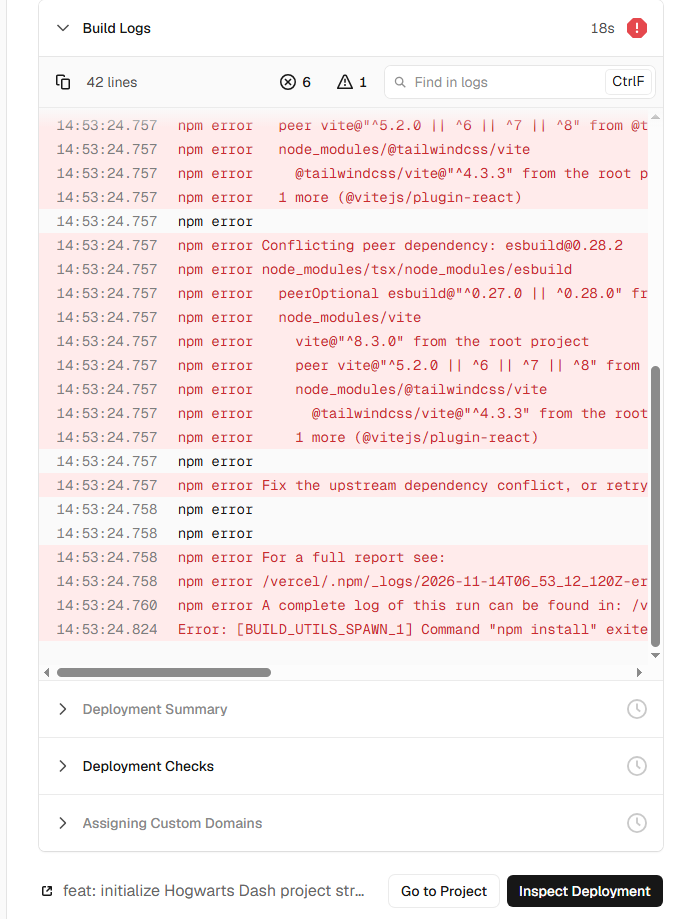 Build Logs 18s
42 lines 6 1 Find in logs CtrlF
14:53:24.757 npm error peer vite@"^5.2.0 || ^6 || ^7 || ^8" from @t
14:53:24.757 npm error node_modules/@tailwindcss/vite
14:53:24.757 npm error @tailwindcss/vite@"^4.3.3" from the root p
14:53:24.757 npm error 1 more (@vitejs/plugin-react)
14:53:24.757 npm error
14:53:24.757 npm error Conflicting peer dependency: esbuild@0.28.2
14:53:24.757 npm error node_modules/tsx/node_modules/esbuild
14:53:24.757 npm error peerOptional esbuild@"^0.27.0 || ^0.28.0" fr
14:53:24.757 npm error node_modules/vite
14:53:24.757 npm error vite@"^8.3.0" from the root project
14:53:24.757 npm error peer vite@"^5.2.0 || ^6 || ^7 || ^8" from
14:53:24.757 npm error node_modules/@tailwindcss/vite
14:53:24.757 npm error @tailwindcss/vite@"^4.3.3" from the root
14:53:24.757 npm error 1 more (@vitejs/plugin-react)
14:53:24.757 npm error
14:53:24.757 npm error Fix the upstream dependency conflict, or retry
14:53:24.758 npm error
14:53:24.758 npm error
14:53:24.758 npm error For a full report see:
14:53:24.758 npm error /vercel/.npm/_logs/2026-11-14T06_53_12_120Z-er
14:53:24.760 npm error A complete log of this run can be found in: /v
14:53:24.824 Error: [BUILD_UTILS_SPAWN_1] Command "npm install" exite
Deployment Summary
Deployment Checks
Assigning Custom Domains
feat: initialize Hogwarts Dash project str... Go to Project Inspect Deployment